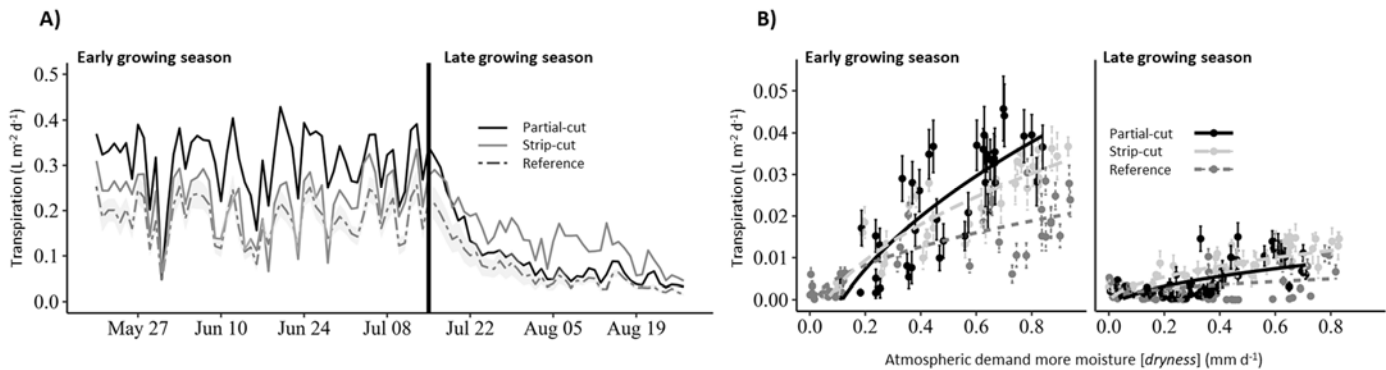 A)
Early growing season
Late growing season
Transpiration (L m-2 d-1)
0.5
0.4
0.3
0.2
0.1
0.0
Partial-cut
Strip-cut
Reference
May 27 Jun 10 Jun 24 Jul 08 Jul 22 Aug 05 Aug 19
B)
Early growing season
Late growing season
Transpiration (L m-2 d-1)
0.05
0.04
0.03
0.02
0.01
0.00
Partial-cut
Strip-cut
Reference
0.0 0.2 0.4 0.6 0.8
0.0 0.2 0.4 0.6 0.8
Atmospheric demand more moisture [dryness] (mm d-1)